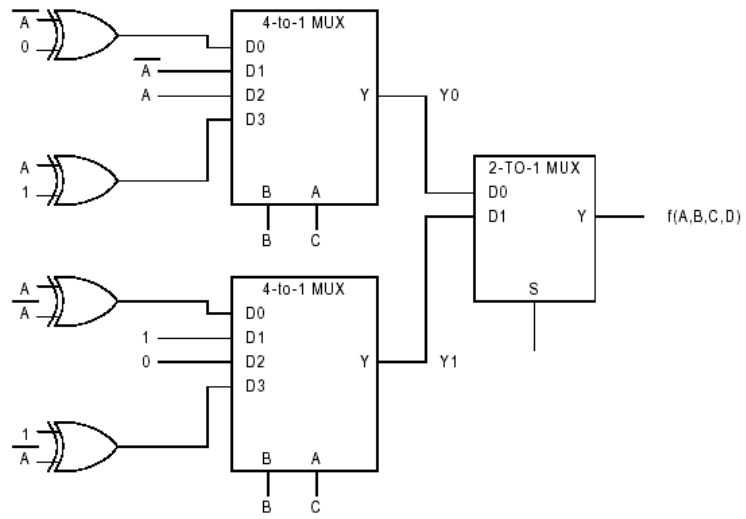 A̅
0
4-to-1 MUX
D0
A̅ D1
A D2 Y Y0
D3
A
1
B A
B C
2-TO-1 MUX
D0
D1 Y f(A,B,C,D)
S
A
A̅
4-to-1 MUX
D0
1 D1
0 D2 Y Y1
D3
1
A̅
B A
B C